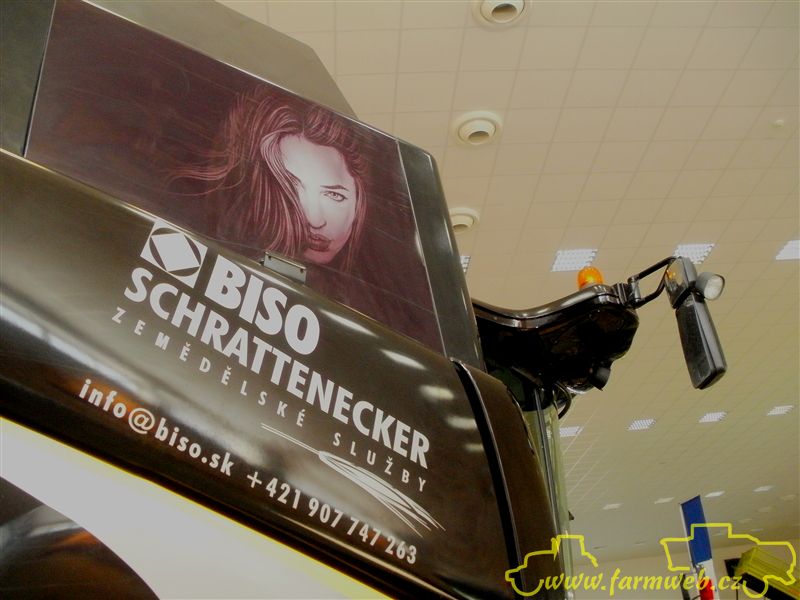 BISO
SCHRATTENECKER
ZEMĚDĚLSKÉ SLUŽBY
info@biso.sk +421 907 747 263
www.farmweb.cz